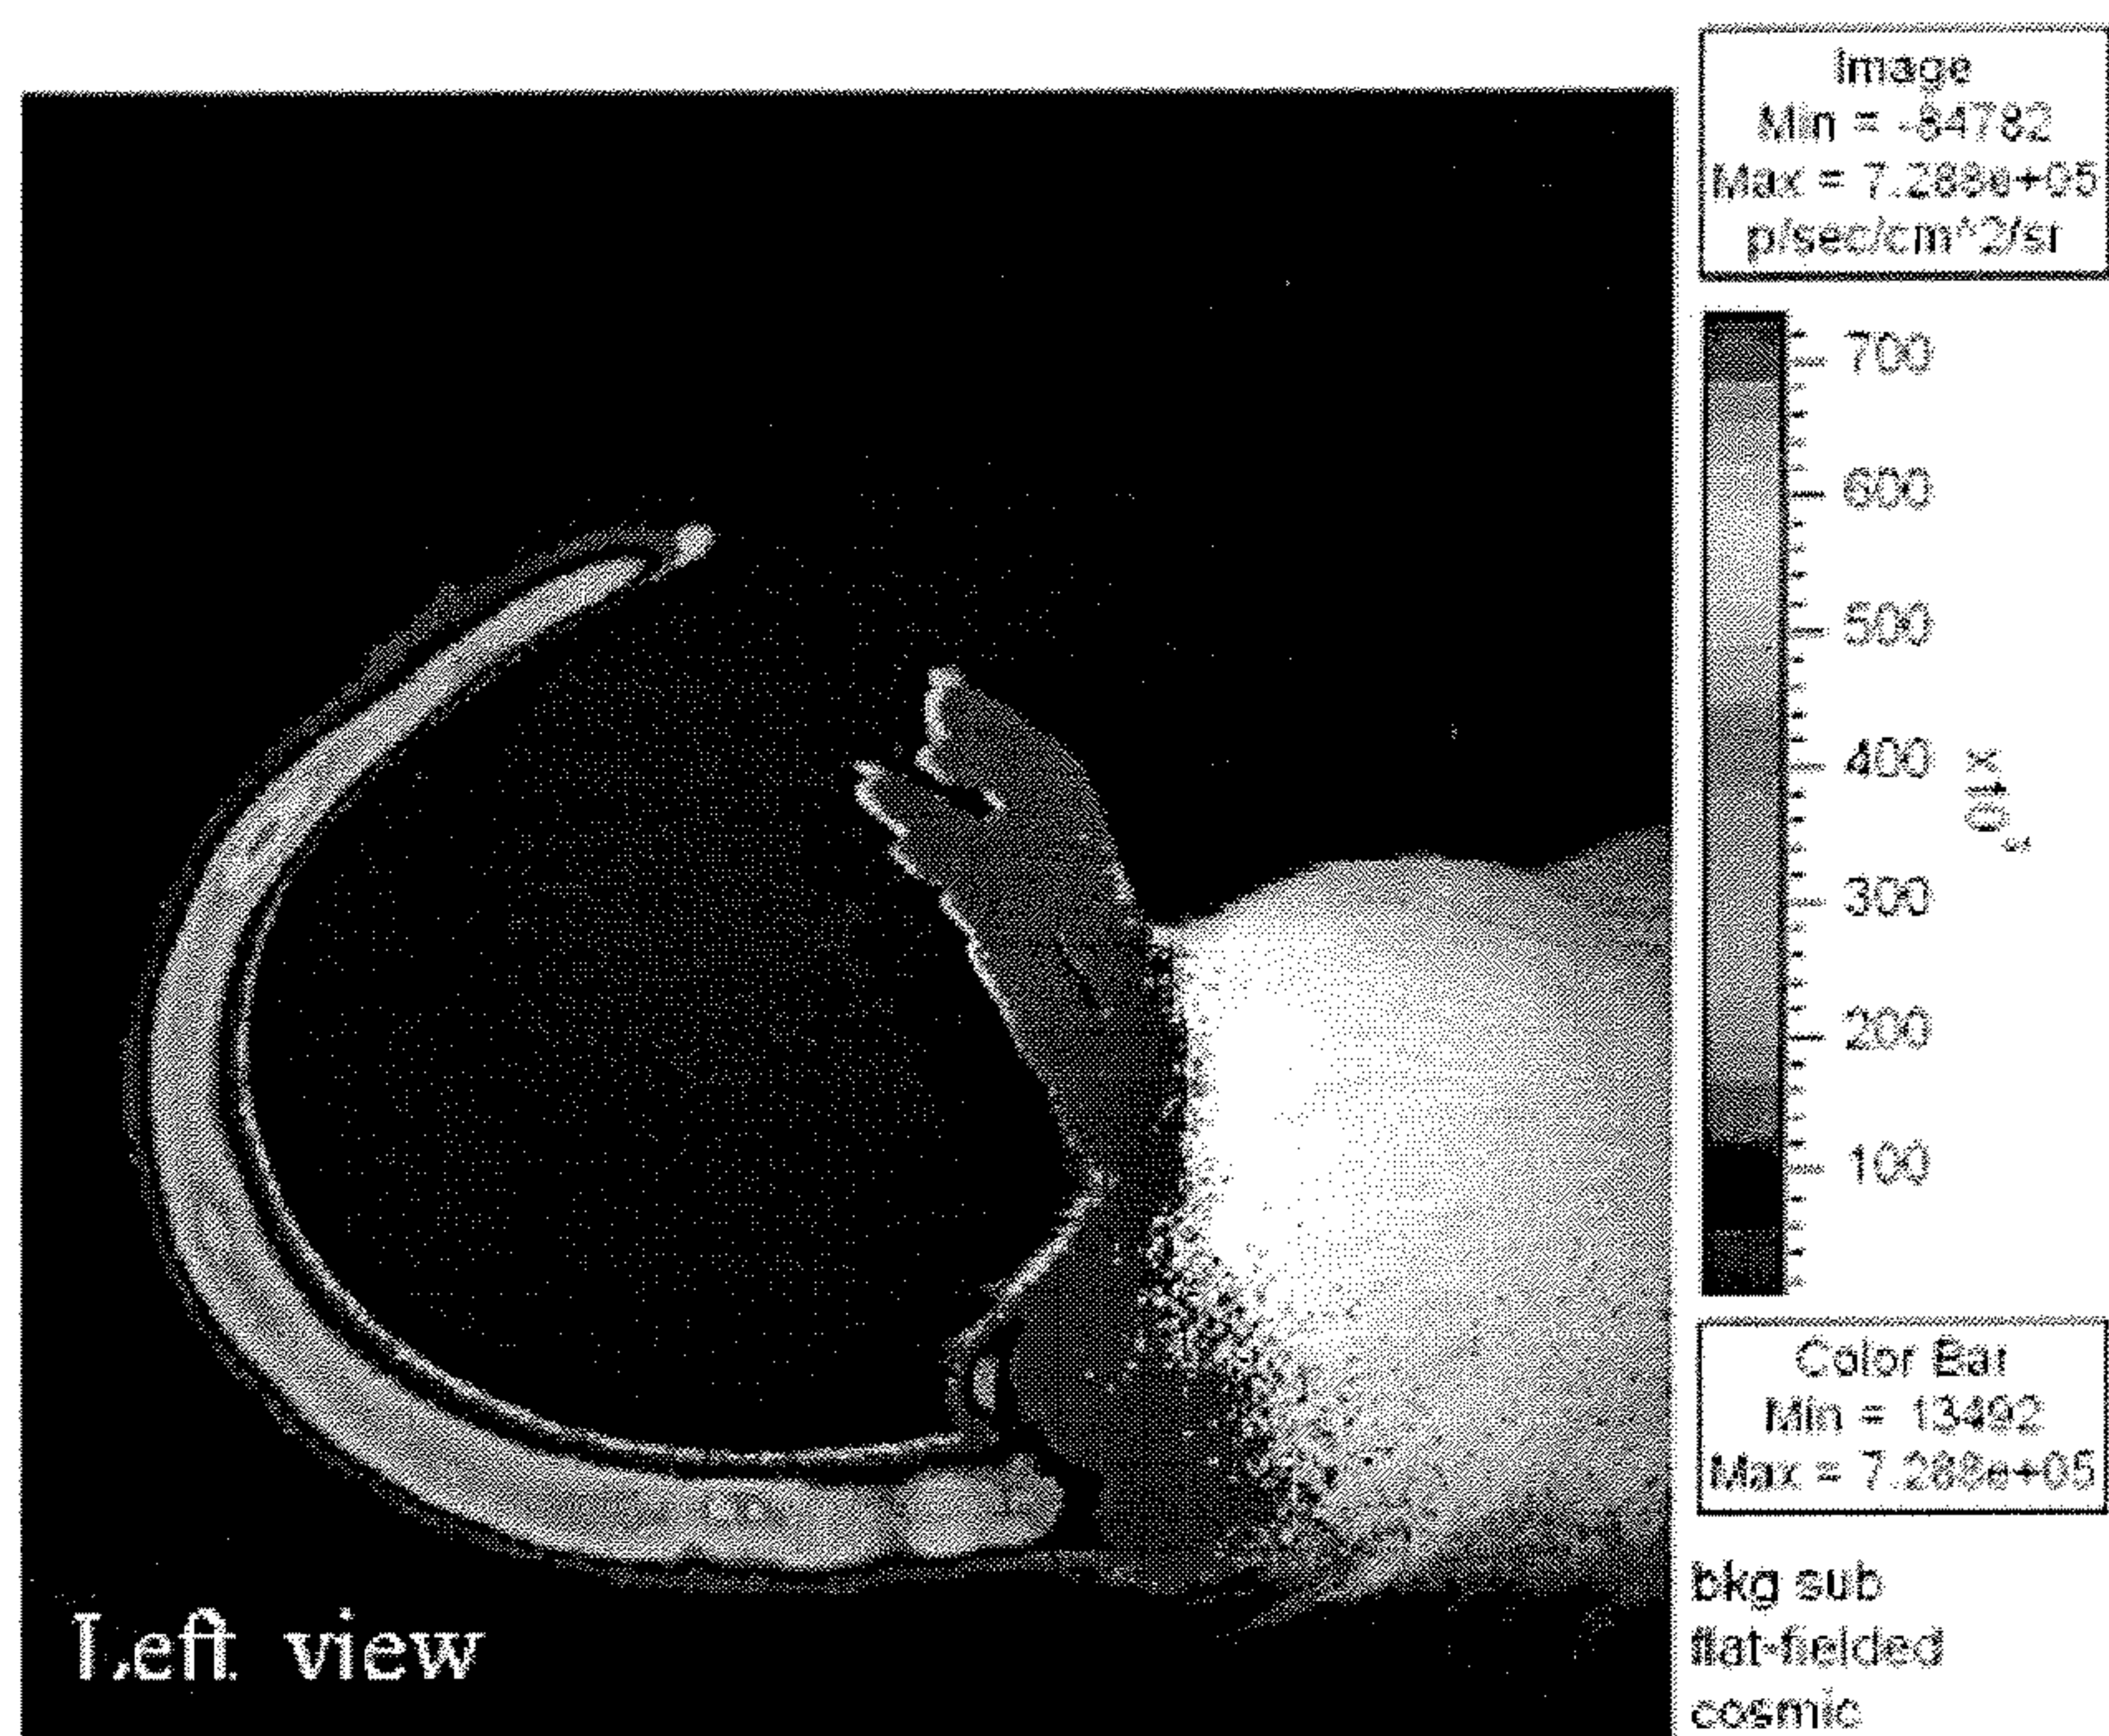 Image
Min = -84782
Max = 7.288e+05
p/sec/cm^2/sr
700
600
500
400
300
200
100
Color Bar
Min = 13492
Max = 7.288e+05
bkg sub
flat-fielded
cosmic
Left view